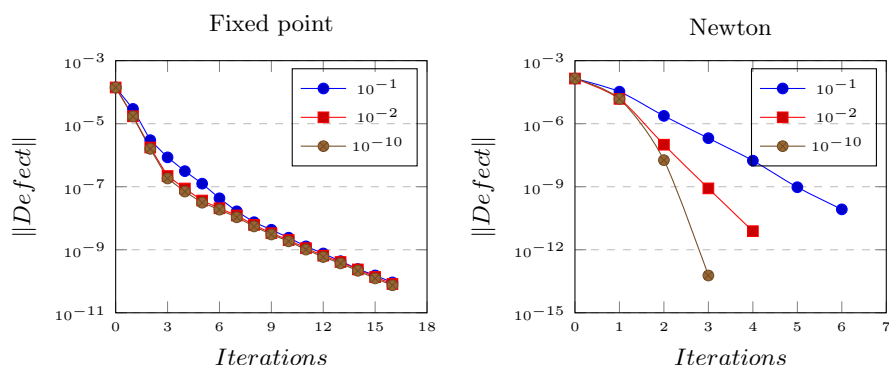 Fixed point
10^−3
10^−5
10^−7
10^−9
10^−11
||Defect||
0 3 6 9 12 15 18
Iterations
10^−1
10^−2
10^−10
Newton
10^−3
10^−6
10^−9
10^−12
10^−15
||Defect||
0 1 2 3 4 5 6 7
Iterations
10^−1
10^−2
10^−10